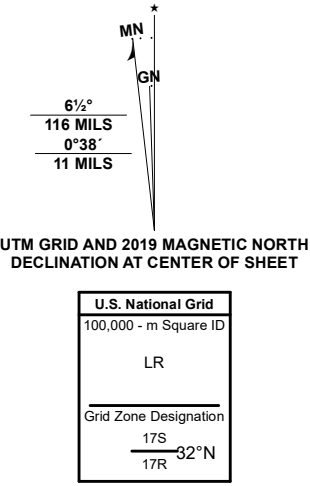 ★
MN
GN
6½°
116 MILS
0°38´
11 MILS
UTM GRID AND 2019 MAGNETIC NORTH
DECLINATION AT CENTER OF SHEET
U.S. National Grid
100,000 - m Square ID
LR
Grid Zone Designation
17S
32°N
17R